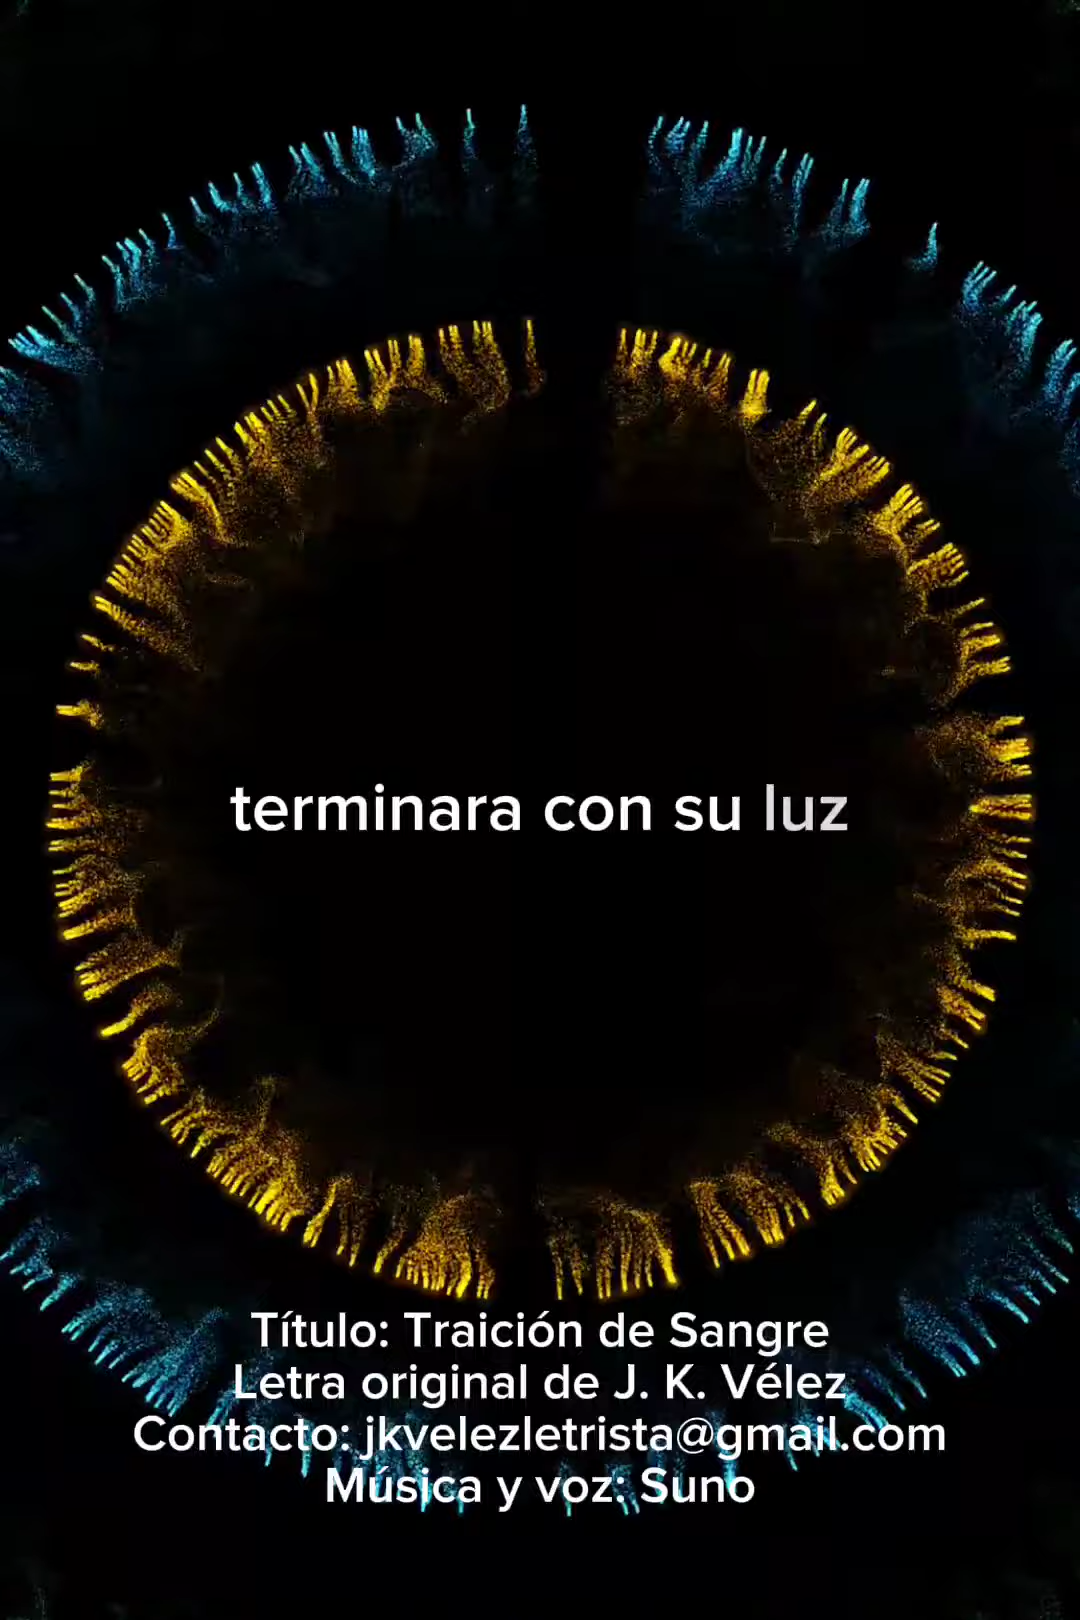 terminara con su luz
Título: Traición de Sangre
Letra original de J. K. Vélez
Contacto: jkvelezletrista@gmail.com
Música y voz: Suno